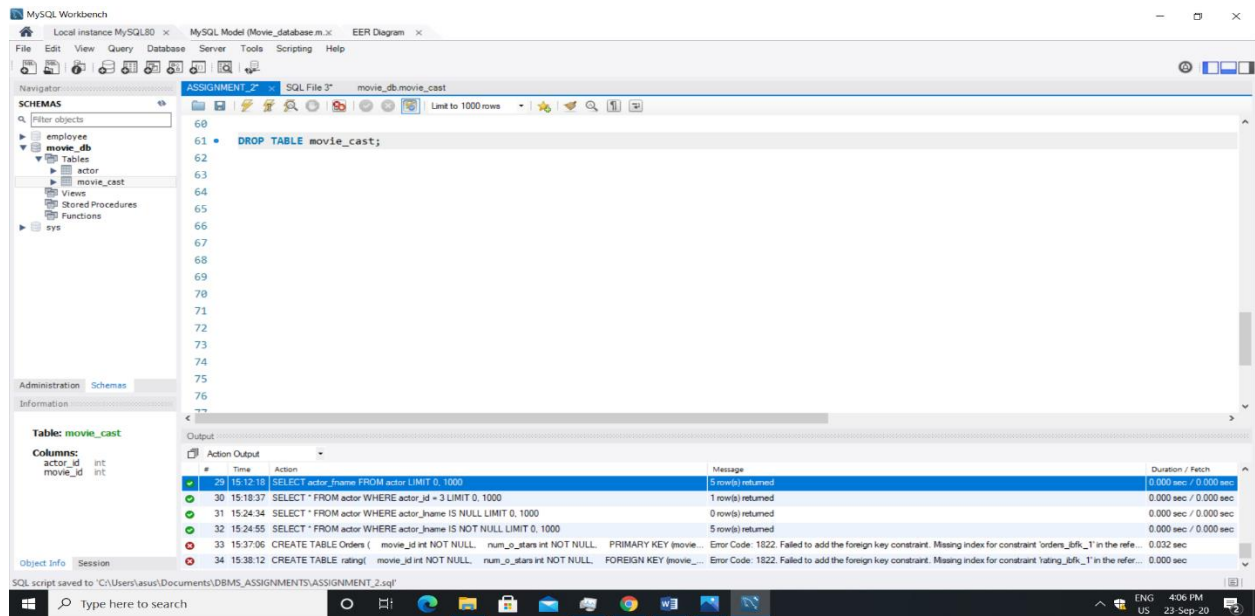 MySQL Workbench
Local instance MySQL80 × MySQL Model (Movie_database.m.× EER Diagram ×
File Edit View Query Database Server Tools Scripting Help
Navigator ASSIGNMENT_2* × SQL File 3* movie_db.movie_cast
SCHEMAS Limit to 1000 rows
Filter objects
60
employee
61 DROP TABLE movie_cast;
movie_db
Tables
62
actor
63
movie_cast
64
Views
Stored Procedures
65
Functions
66
sys
67
68
69
70
71
72
73
74
75
Administration Schemas
76
Information
77
Table: movie_cast
Output
Columns:
Action Output
actor_id int
movie_id int
# Time Action Message Duration / Fetch
29 15:12:18 SELECT actor_fname FROM actor LIMIT 0, 1000 5 row(s) returned 0.000 sec / 0.000 sec
30 15:18:37 SELECT * FROM actor WHERE actor_id = 3 LIMIT 0, 1000 1 row(s) returned 0.000 sec / 0.000 sec
31 15:24:34 SELECT * FROM actor WHERE actor_lname IS NULL LIMIT 0, 1000 0 row(s) returned 0.000 sec / 0.000 sec
32 15:24:55 SELECT * FROM actor WHERE actor_lname IS NOT NULL LIMIT 0, 1000 5 row(s) returned 0.000 sec / 0.000 sec
33 15:37:06 CREATE TABLE Orders ( movie_id int NOT NULL, num_o_stars int NOT NULL, PRIMARY KEY (movie... Error Code: 1822. Failed to add the foreign key constraint. Missing index for constraint 'orders_ibfk_1' in the refe... 0.032 sec
34 15:38:12 CREATE TABLE rating( movie_id int NOT NULL, num_o_stars int NOT NULL, FOREIGN KEY (movie_... Error Code: 1822. Failed to add the foreign key constraint. Missing index for constraint 'rating_ibfk_1' in the refer... 0.000 sec
Object Info Session
SQL script saved to 'C:\Users\asus\Documents\DBMS_ASSIGNMENTS\ASSIGNMENT_2.sql'
Type here to search
ENG 4:06 PM
US 23-Sep-20